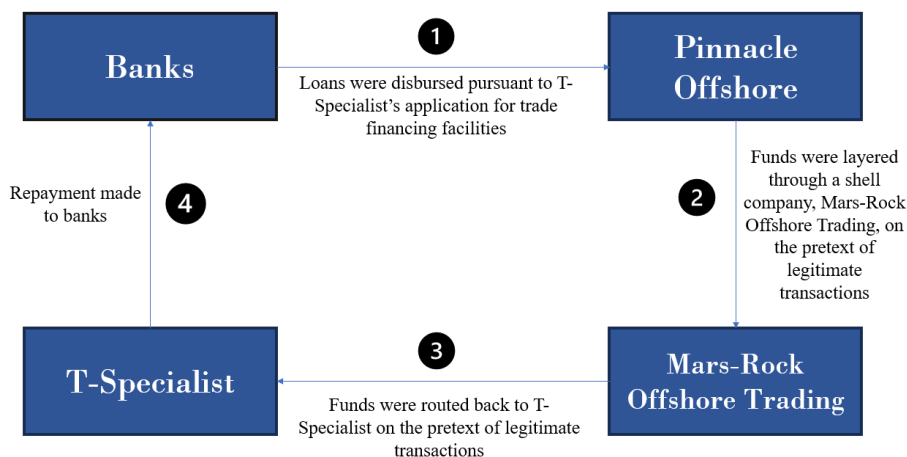 Banks
1
Loans were disbursed pursuant to T-
Specialist's application for trade
financing facilities
Pinnacle
Offshore
Repayment made
to banks
4
2
Funds were layered
through a shell
company, Mars-Rock
Offshore Trading, on
the pretext of
legitimate
transactions
T-Specialist
3
Funds were routed back to T-
Specialist on the pretext of legitimate
transactions
Mars-Rock
Offshore Trading